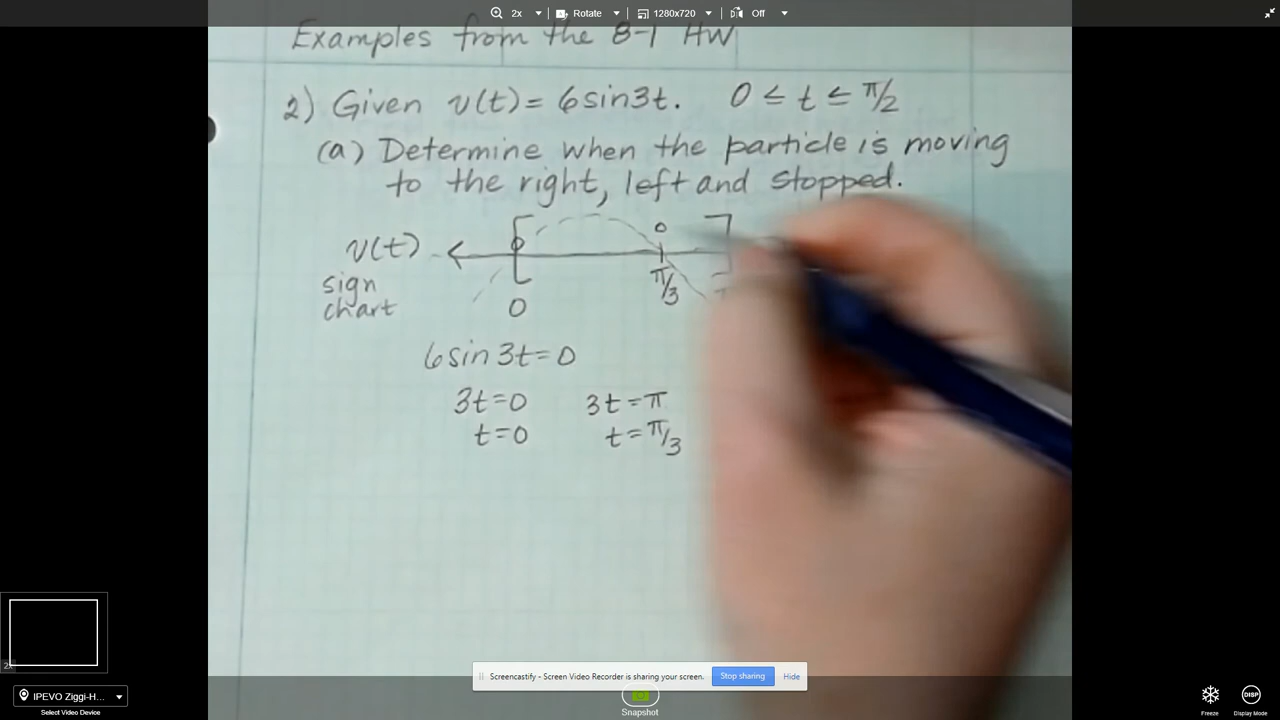 2x Rotate 1280x720 Off
Examples from the 8-1 HW
2) Given v(t) = 6sin3t. 0 ≤ t ≤ π/2
(a) Determine when the particle is moving
to the right, left and stopped.
v(t)
sign
chart
0
0
π/3
0
6sin 3t = 0
3t = 0 3t = π
t = 0 t = π/3
2x
Screencastify - Screen Video Recorder is sharing your screen. Stop sharing Hide
IPEVO Ziggi-H...
Select Video Device
Snapshot
Freeze
DISP
Display Mode